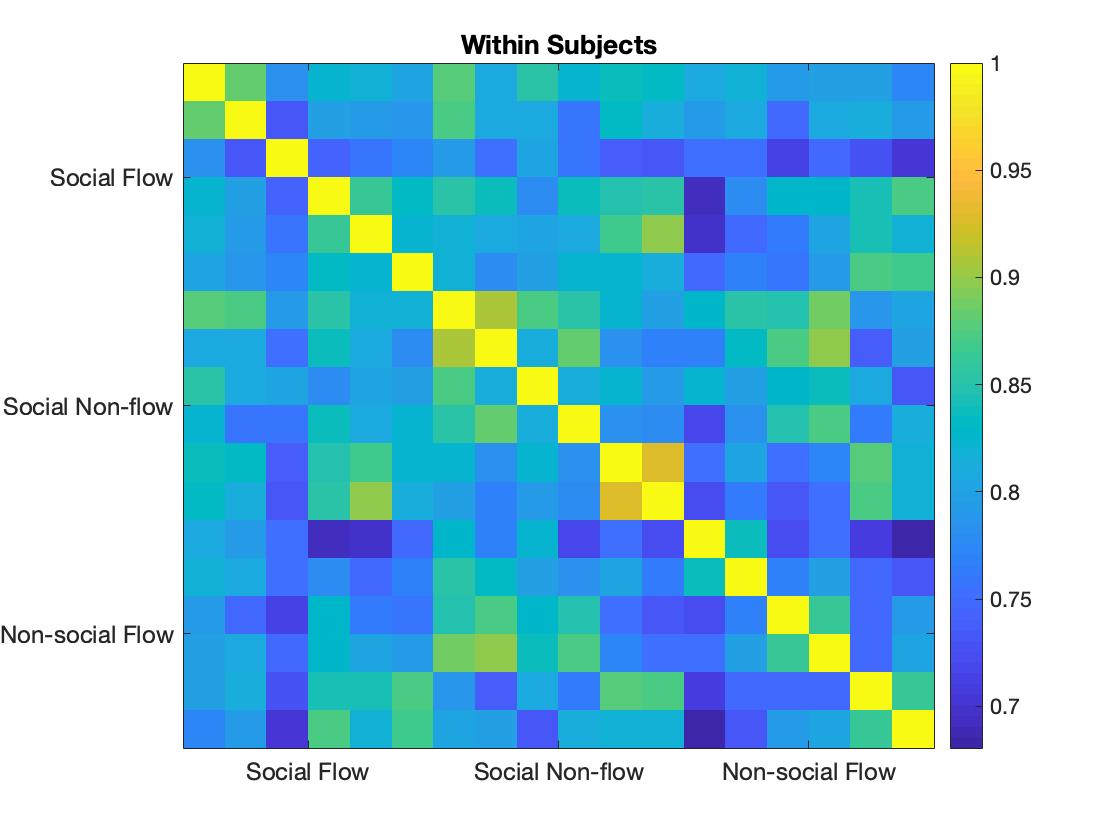 Within Subjects
Social Flow
Social Non-flow
Non-social Flow
Social Flow
Social Non-flow
Non-social Flow
1
0.95
0.9
0.85
0.8
0.75
0.7